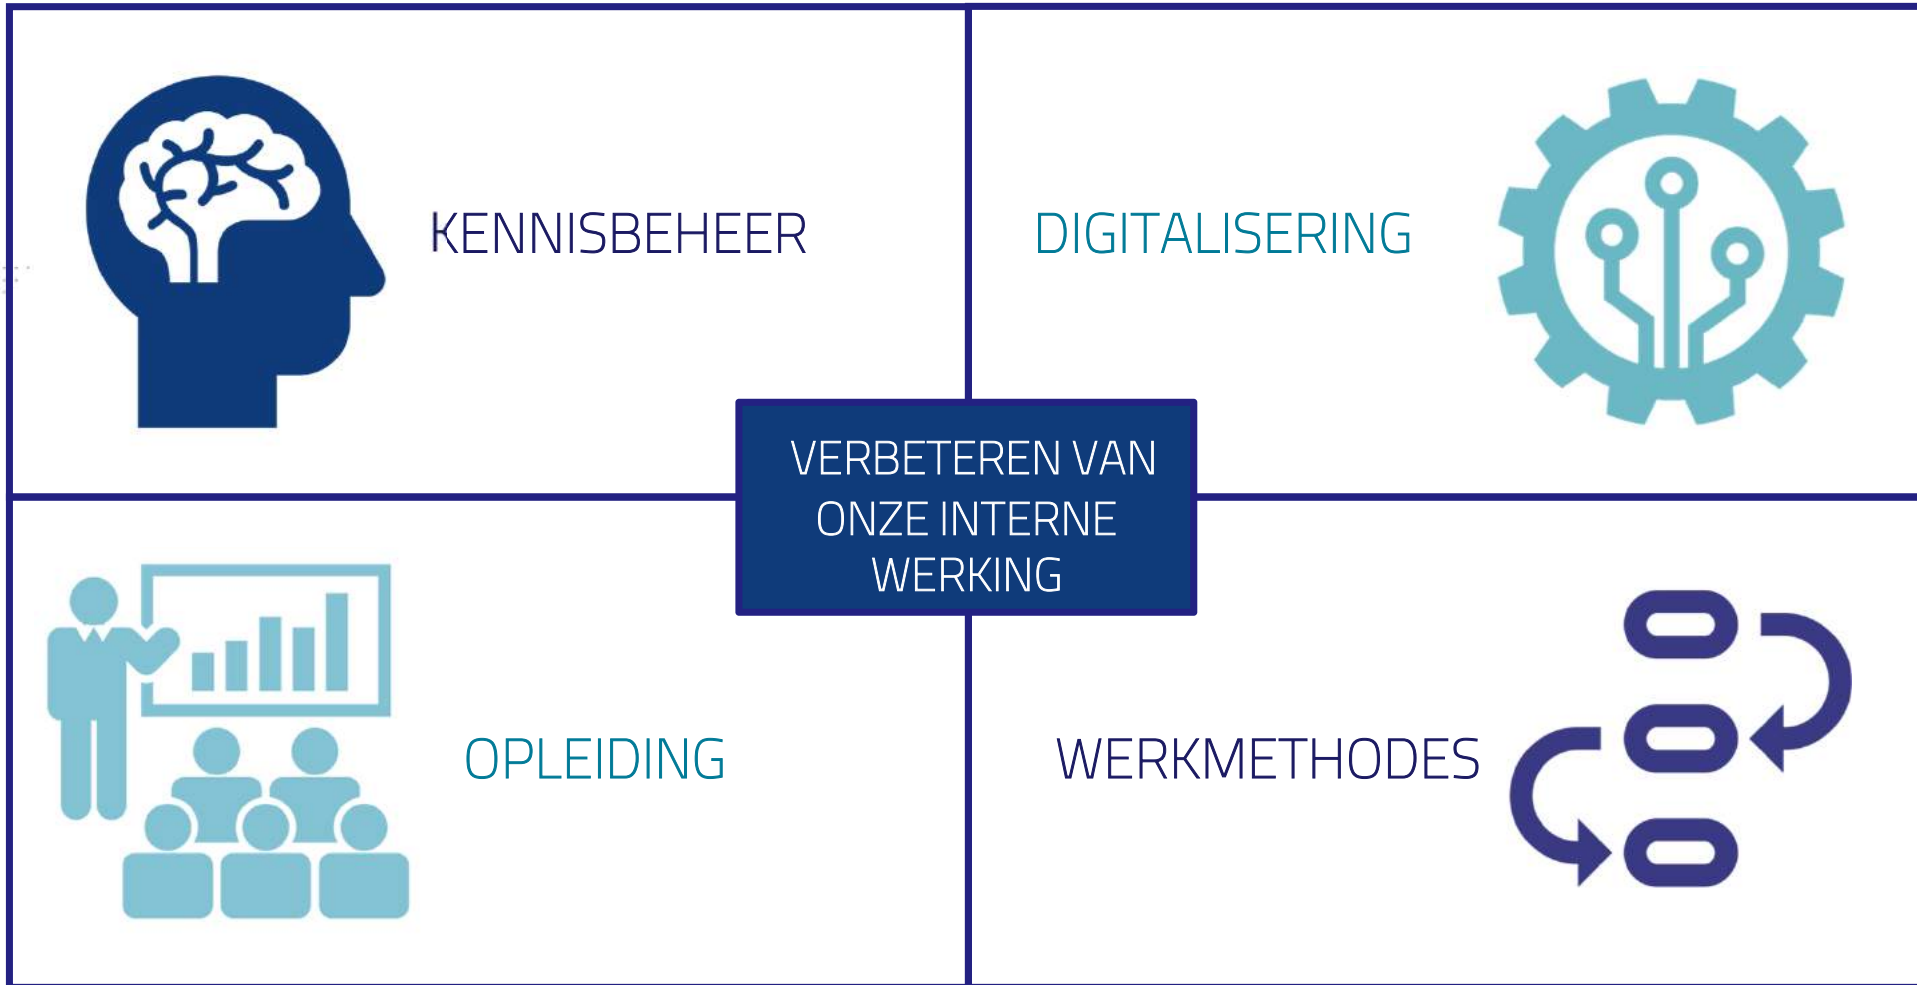 KENNISBEHEER
DIGITALISERING
VERBETEREN VAN
ONZE INTERNE
WERKING
OPLEIDING
WERKMETHODES